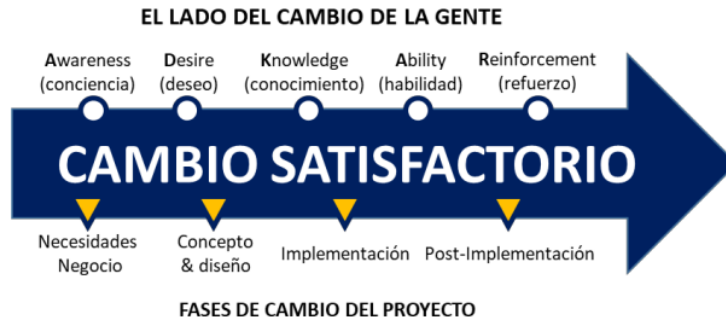 EL LADO DEL CAMBIO DE LA GENTE
Awareness Desire Knowledge Ability Reinforcement
(conciencia) (deseo) (conocimiento) (habilidad) (refuerzo)
CAMBIO SATISFACTORIO
Necesidades Concepto
Negocio & diseño Implementación Post-Implementación
FASES DE CAMBIO DEL PROYECTO